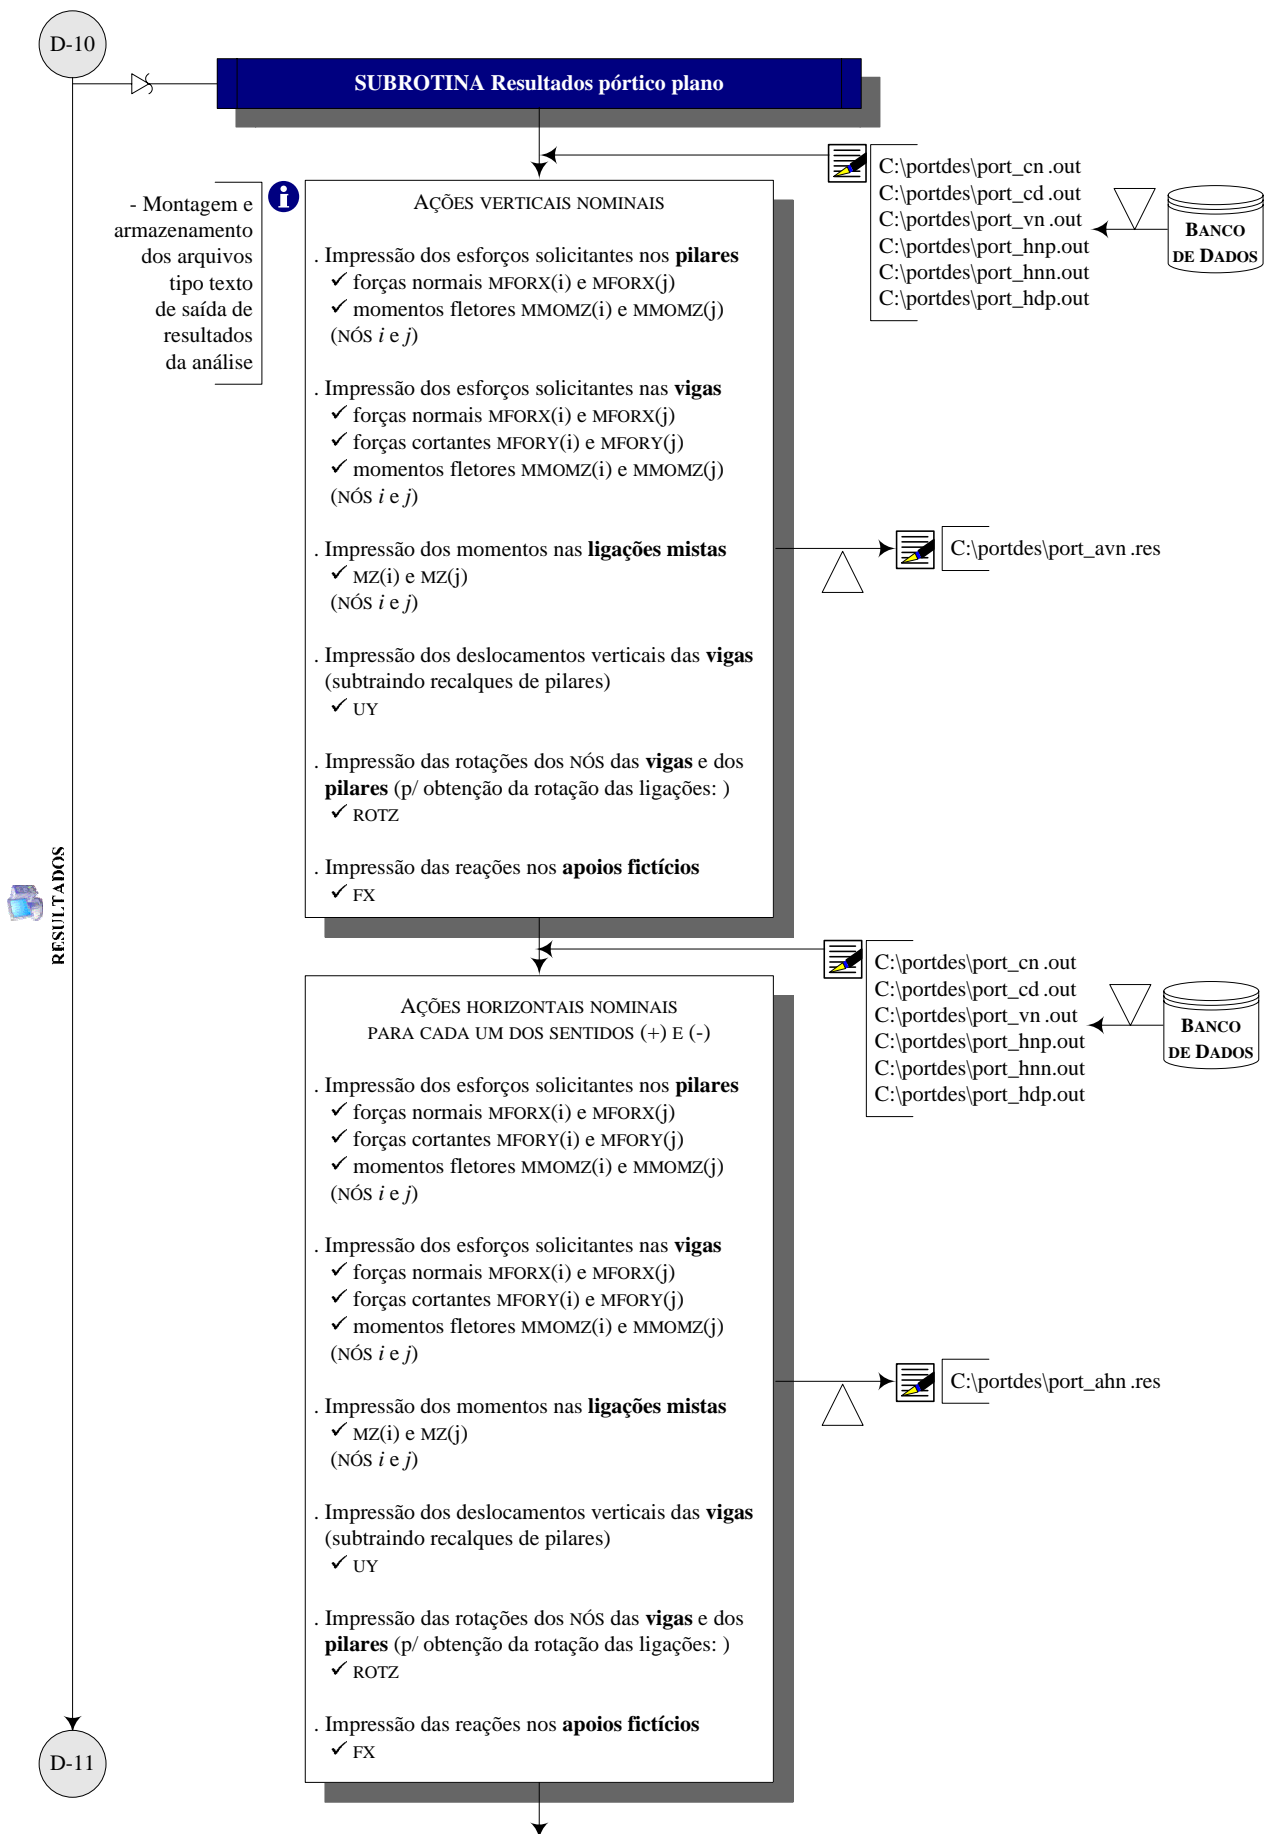 D-10
SUBROTINA Resultados pórtico plano
C:\portdes\port_cn .out
C:\portdes\port_cd .out
C:\portdes\port_vn .out
C:\portdes\port_hnp.out
C:\portdes\port_hnn.out
C:\portdes\port_hdp.out
BANCO
DE DADOS
- Montagem e
armazenamento
dos arquivos
tipo texto
de saída de
resultados
da análise
i
AÇÕES VERTICAIS NOMINAIS
. Impressão dos esforços solicitantes nos pilares
✓ forças normais MFORX(i) e MFORX(j)
✓ momentos fletores MMOMZ(i) e MMOMZ(j)
(NÓS i e j)
. Impressão dos esforços solicitantes nas vigas
✓ forças normais MFORX(i) e MFORX(j)
✓ forças cortantes MFORY(i) e MFORY(j)
✓ momentos fletores MMOMZ(i) e MMOMZ(j)
(NÓS i e j)
. Impressão dos momentos nas ligações mistas
✓ MZ(i) e MZ(j)
(NÓS i e j)
. Impressão dos deslocamentos verticais das vigas
(subtraindo recalques de pilares)
✓ UY
. Impressão das rotações dos NÓS das vigas e dos
pilares (p/ obtenção da rotação das ligações: )
✓ ROTZ
. Impressão das reações nos apoios fictícios
✓ FX
C:\portdes\port_avn .res
RESULTADOS
C:\portdes\port_cn .out
C:\portdes\port_cd .out
C:\portdes\port_vn .out
C:\portdes\port_hnp.out
C:\portdes\port_hnn.out
C:\portdes\port_hdp.out
BANCO
DE DADOS
AÇÕES HORIZONTAIS NOMINAIS
PARA CADA UM DOS SENTIDOS (+) E (-)
. Impressão dos esforços solicitantes nos pilares
✓ forças normais MFORX(i) e MFORX(j)
✓ forças cortantes MFORY(i) e MFORY(j)
✓ momentos fletores MMOMZ(i) e MMOMZ(j)
(NÓS i e j)
. Impressão dos esforços solicitantes nas vigas
✓ forças normais MFORX(i) e MFORX(j)
✓ forças cortantes MFORY(i) e MFORY(j)
✓ momentos fletores MMOMZ(i) e MMOMZ(j)
(NÓS i e j)
. Impressão dos momentos nas ligações mistas
✓ MZ(i) e MZ(j)
(NÓS i e j)
. Impressão dos deslocamentos verticais das vigas
(subtraindo recalques de pilares)
✓ UY
. Impressão das rotações dos NÓS das vigas e dos
pilares (p/ obtenção da rotação das ligações: )
✓ ROTZ
. Impressão das reações nos apoios fictícios
✓ FX
C:\portdes\port_ahn .res
D-11